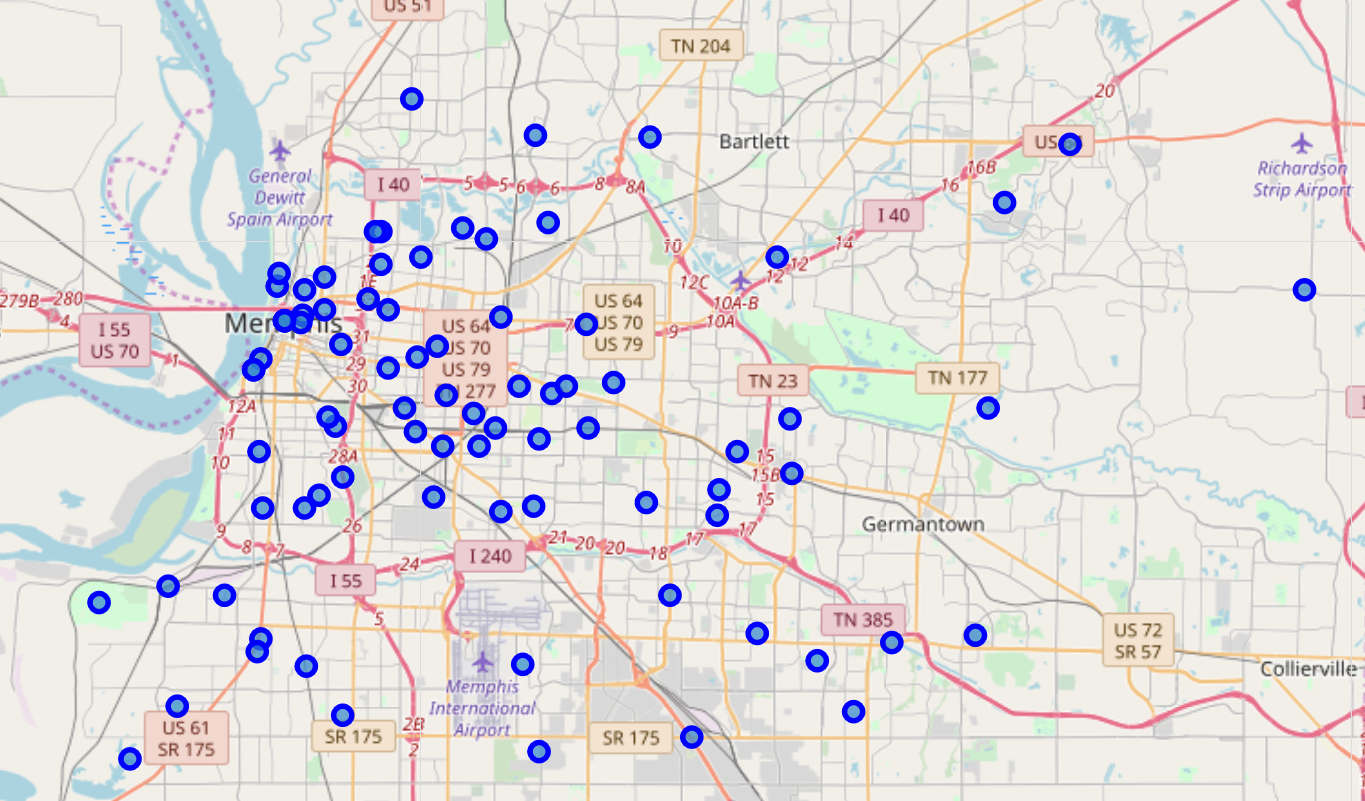 US 51
TN 204
Bartlett
20
US
16B
16
Richardson
Strip Airport
General
Dewitt
Spain Airport
I 40
5
5
6
6
8
8A
I 40
14
10
12
12
12C
10A-B
10A
1E
279B
280
4
I 55
US 70
1
Memphis
31
29
30
US 64
US 70
US 79
TN 277
7
US 64
US 70
US 79
9
TN 23
TN 177
12A
11
10
28A
15
15B
15
26
9
8
7
24
I 240
21
20
20
18
17
17
Germantown
I 55
5
TN 385
US 72
SR 57
Collierville
Memphis
International
Airport
US 61
SR 175
SR 175
2B
2
SR 175